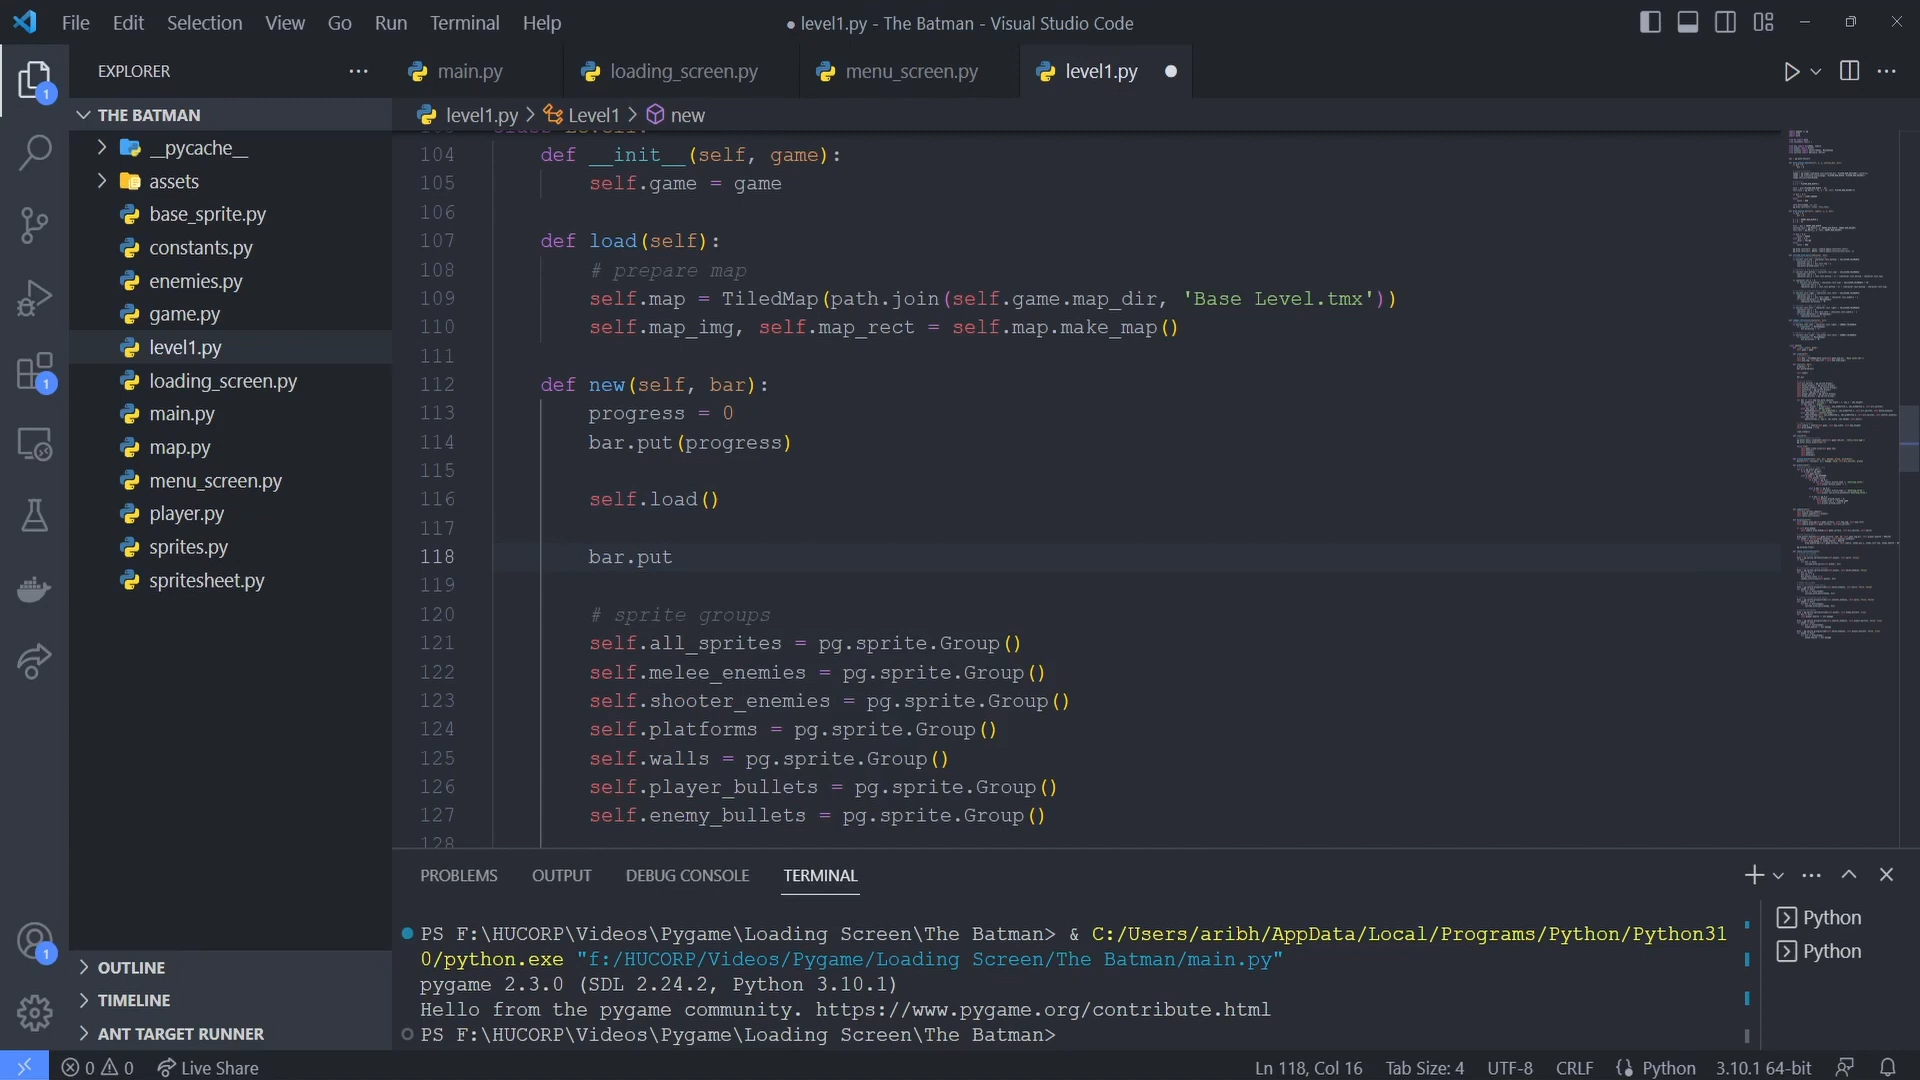 File Edit Selection View Go Run Terminal Help
● level1.py - The Batman - Visual Studio Code
EXPLORER
main.py
loading_screen.py
menu_screen.py
level1.py
THE BATMAN
level1.py > Level1 > new
1
__pycache__
assets
base_sprite.py
constants.py
enemies.py
game.py
level1.py
loading_screen.py
main.py
map.py
menu_screen.py
player.py
sprites.py
spritesheet.py
1
1
OUTLINE
TIMELINE
ANT TARGET RUNNER
104 def __init__(self, game):
105 self.game = game
106
107 def load(self):
108 # prepare map
109 self.map = TiledMap(path.join(self.game.map_dir, 'Base Level.tmx'))
110 self.map_img, self.map_rect = self.map.make_map()
111
112 def new(self, bar):
113 progress = 0
114 bar.put(progress)
115
116 self.load()
117
118 bar.put
119
120 # sprite groups
121 self.all_sprites = pg.sprite.Group()
122 self.melee_enemies = pg.sprite.Group()
123 self.shooter_enemies = pg.sprite.Group()
124 self.platforms = pg.sprite.Group()
125 self.walls = pg.sprite.Group()
126 self.player_bullets = pg.sprite.Group()
127 self.enemy_bullets = pg.sprite.Group()
128
PROBLEMS OUTPUT DEBUG CONSOLE TERMINAL
PS F:\HUCORP\Videos\Pygame\Loading Screen\The Batman> & C:/Users/aribh/AppData/Local/Programs/Python/Python31
0/python.exe "f:/HUCORP/Videos/Pygame/Loading Screen/The Batman/main.py"
pygame 2.3.0 (SDL 2.24.2, Python 3.10.1)
Hello from the pygame community. https://www.pygame.org/contribute.html
PS F:\HUCORP\Videos\Pygame\Loading Screen\The Batman>
Python
Python
0 0 Live Share
Ln 118, Col 16 Tab Size: 4 UTF-8 CRLF Python 3.10.1 64-bit